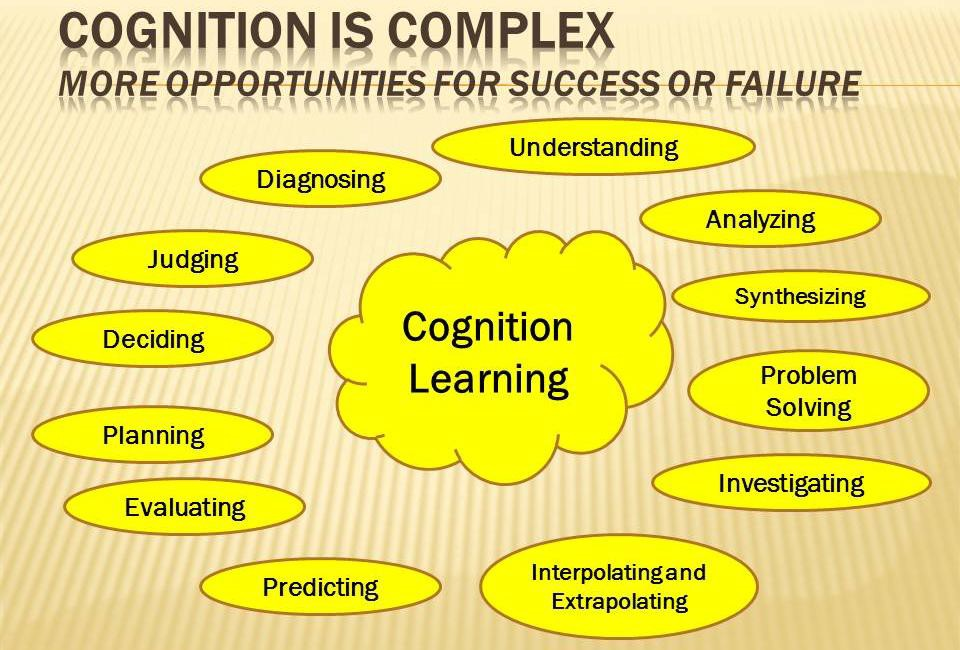 COGNITION IS COMPLEX
MORE OPPORTUNITIES FOR SUCCESS OR FAILURE
Understanding
Diagnosing
Analyzing
Judging
Synthesizing
Deciding
Cognition
Learning
Problem
Solving
Planning
Investigating
Evaluating
Predicting
Interpolating and
Extrapolating